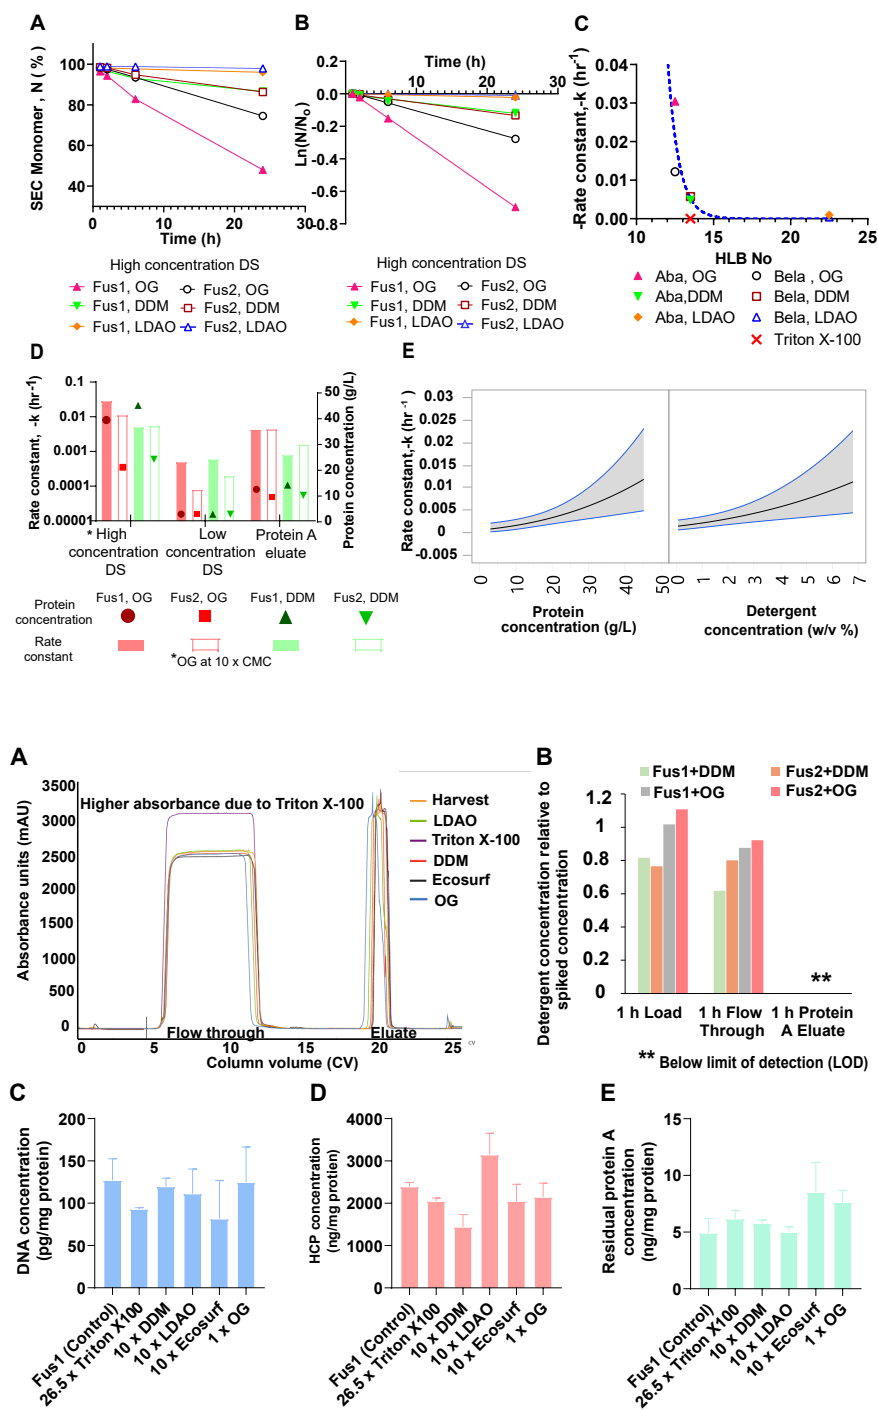 A
B
C
SEC Monomer , N ( % )
100
80
60
40
0
10
20
30
Time (h)
High concentration DS
Fus1, OG
Fus2, OG
Fus1, DDM
Fus2, DDM
Fus1, LDAO
Fus2, LDAO
Time (h)
Ln(N/No)
0.2
0.0
-0.2
-0.4
-0.6
-0.8
10
20
30
High concentration DS
Fus1, OG
Fus2, OG
Fus1, DDM
Fus2, DDM
Fus1, LDAO
Fus2, LDAO
-Rate constant,-k (hr-1)
0.04
0.03
0.02
0.01
0.00
10
15
20
25
HLB No
Aba, OG
Bela , OG
Aba,DDM
Bela, DDM
Aba, LDAO
Bela, LDAO
Triton X-100
D
Rate constant, -k (hr-1)
0.1
0.01
0.001
0.0001
0.00001
Protein concentration (g/L)
50
40
30
20
10
0
* High concentration DS
Low concentration DS
Protein A eluate
Fus1, OG
Fus2, OG
Fus1, DDM
Fus2, DDM
Protein concentration
Rate constant
*OG at 10 x CMC
E
Rate constant,-k (hr-1)
0.03
0.025
0.02
0.015
0.01
0.005
0
-0.005
0
10
20
30
40
50
Protein concentration (g/L)
0
1
2
3
4
5
6
7
Detergent concentration (w/v %)
A
Absorbance units (mAU)
3500
3000
2500
2000
1500
1000
500
0
Higher absorbance due to Triton X-100
Harvest
LDAO
Triton X-100
DDM
Ecosurf
OG
Flow through
Eluate
0
5
10
15
20
25
CV
Column volume (CV)
B
Fus1+DDM
Fus2+DDM
Fus1+OG
Fus2+OG
Detergent concentration relative to spiked concentration
1.2
1
0.8
0.6
0.4
0.2
0
**
1 h Load
1 h Flow Through
1 h Protein A Eluate
** Below limit of detection (LOD)
C
DNA concentration (pg/mg protein)
200
150
100
50
0
Fus1 (Control)
26.5 x Triton X100
10 x DDM
10 x LDAO
10 x Ecosurf
1 x OG
D
HCP concentration (ng/mg protien)
4000
3000
2000
1000
0
Fus1 (Control)
26.5 x Triton X100
10 x DDM
10 x LDAO
10 x Ecosurf
1 x OG
E
Residual protein A concentration (ng/mg protien)
15
10
5
0
Fus1 (Control)
26.5 x Triton X100
10 x DDM
10 x LDAO
10 x Ecosurf
1 x OG